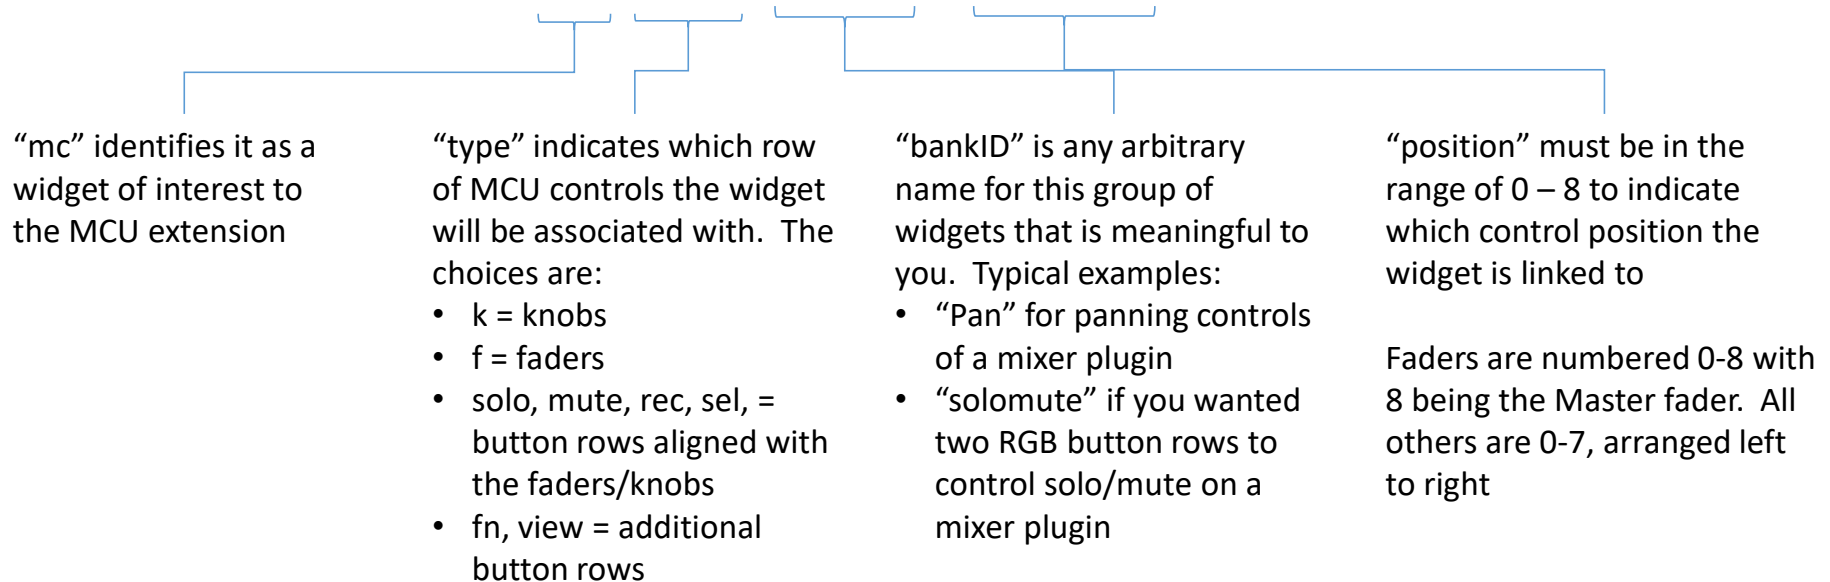 “mc” identifies it as a
widget of interest to
the MCU extension
“type” indicates which row
of MCU controls the widget
will be associated with.  The
choices are:
• k = knobs
• f = faders
• solo, mute, rec, sel, =
button rows aligned with
the faders/knobs
• fn, view = additional
button rows
“bankID” is any arbitrary
name for this group of
widgets that is meaningful to
you.  Typical examples:
• “Pan” for panning controls
of a mixer plugin
• “solomute” if you wanted
two RGB button rows to
control solo/mute on a
mixer plugin
“position” must be in the
range of 0 – 8 to indicate
which control position the
widget is linked to
Faders are numbered 0-8 with
8 being the Master fader.  All
others are 0-7, arranged left
to right